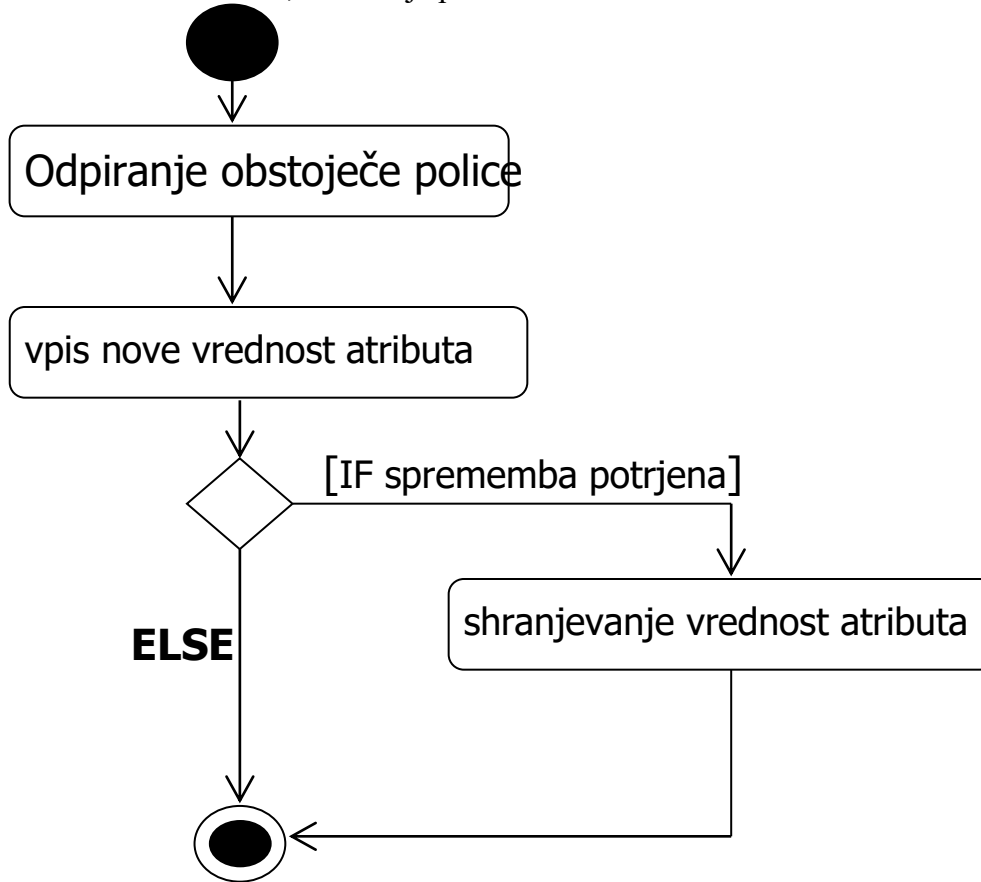 Odpiranje obstoječe police
vpis nove vrednost atributa
[IF sprememba potrjena]
shranjevanje vrednost atributa
ELSE